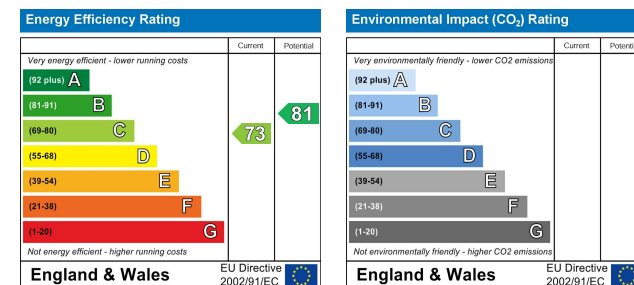 Energy Efficiency Rating
Current Potential
Very energy efficient - lower running costs
(92 plus) A
(81-91) B
(69-80) C
(55-68) D
(39-54) E
(21-38) F
(1-20) G
73
81
Not energy efficient - higher running costs
England & Wales
EU Directive
2002/91/EC
Environmental Impact (CO₂) Rating
Current Potenti
Very environmentally friendly - lower CO2 emissions
(92 plus) A
(81-91) B
(69-80) C
(55-68) D
(39-54) E
(21-38) F
(1-20) G
Not environmentally friendly - higher CO2 emissions
England & Wales
EU Directive
2002/91/EC